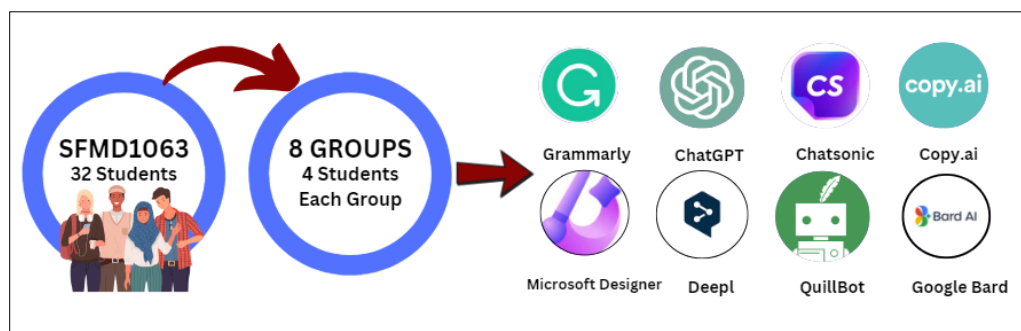 SFMD1063
32 Students
8 GROUPS
4 Students
Each Group
CS
copy.ai
Grammarly
ChatGPT
Chatsonic
Copy.ai
Bard AI
Microsoft Designer
Deepl
QuillBot
Google Bard